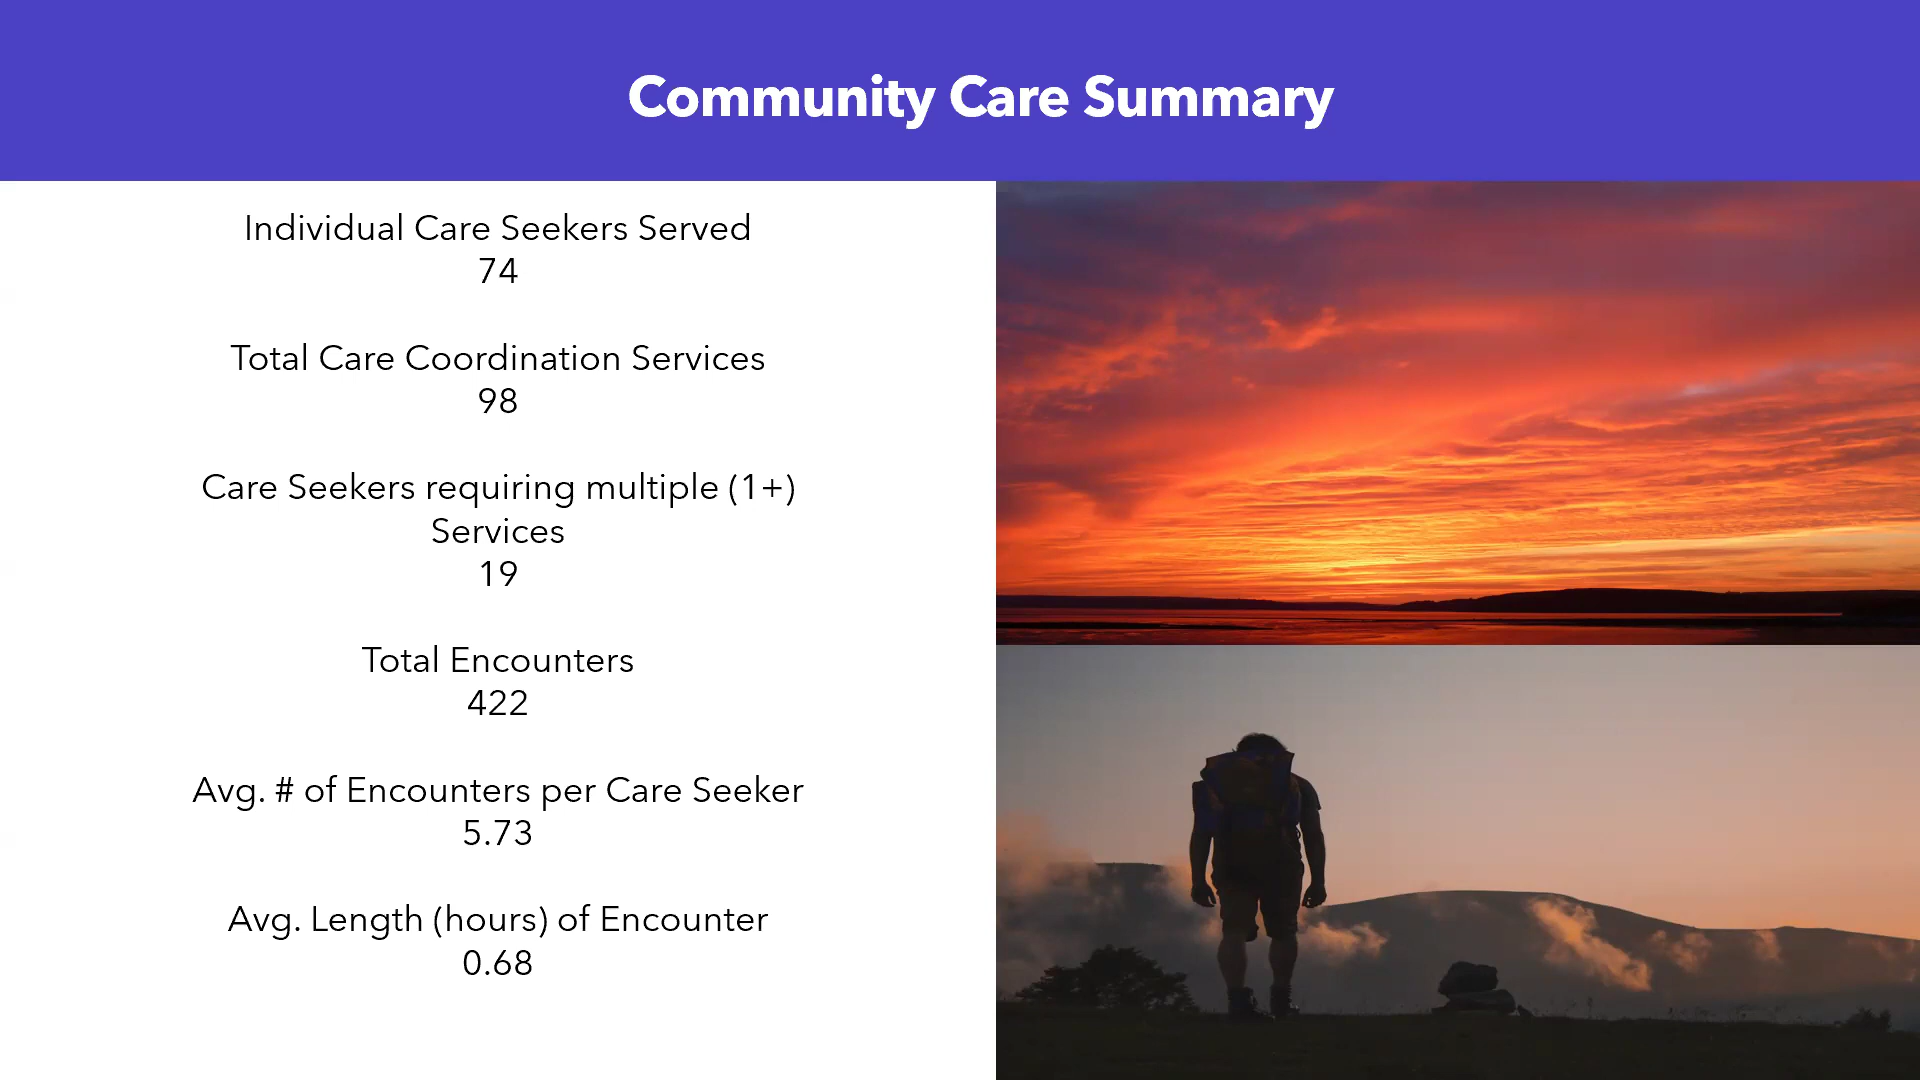 Community Care Summary
Individual Care Seekers Served
74
Total Care Coordination Services
98
Care Seekers requiring multiple (1+)
Services
19
Total Encounters
422
Avg. # of Encounters per Care Seeker
5.73
Avg. Length (hours) of Encounter
0.68